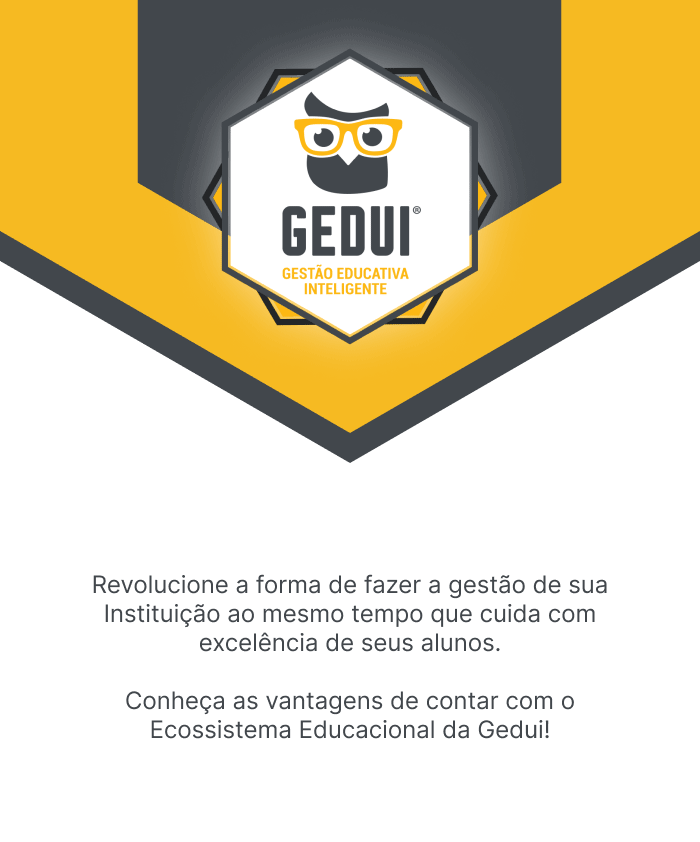 GEDUI®
GESTÃO EDUCATIVA
INTELIGENTE
Revolucione a forma de fazer a gestão de sua
Instituição ao mesmo tempo que cuida com
excelência de seus alunos.
Conheça as vantagens de contar com o
Ecossistema Educacional da Gedui!